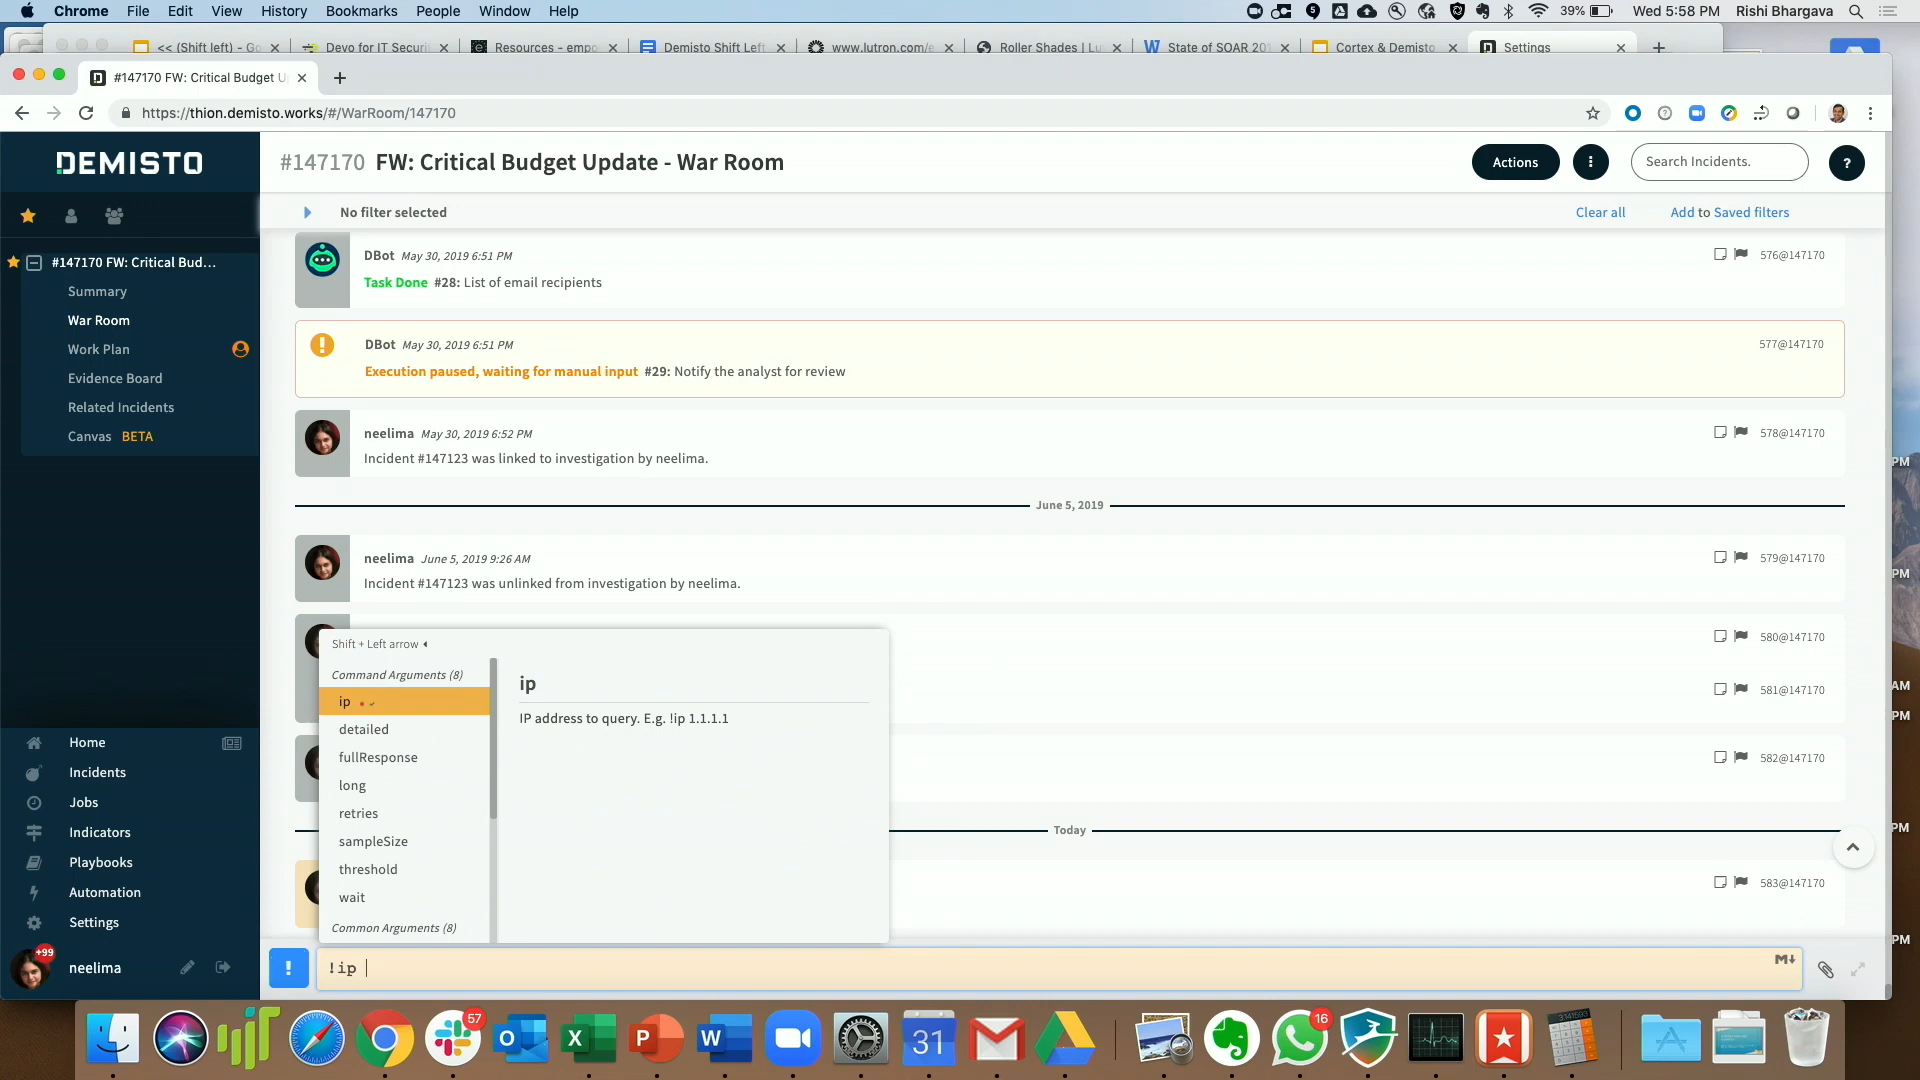 Chrome File Edit View History Bookmarks People Window Help
39% Wed 5:58 PM Rishi Bhargava
<< (Shift left) - Go
Devo for IT Securit
Resources - empo
Demisto Shift Left
www.lutron.com/e
Roller Shades | Lu
State of SOAR 201
Cortex & Demisto
Settings
#147170 FW: Critical Budget U
https://thion.demisto.works/#/WarRoom/147170
DEMISTO
#147170 FW: Critical Bud...
Summary
War Room
Work Plan
Evidence Board
Related Incidents
Canvas BETA
Home
Incidents
Jobs
Indicators
Playbooks
Automation
Settings
+99
neelima
#147170 FW: Critical Budget Update - War Room
Actions
Search Incidents.
?
No filter selected
Clear all
Add to Saved filters
DBot May 30, 2019 6:51 PM
576@147170
Task Done #28: List of email recipients
DBot May 30, 2019 6:51 PM
577@147170
Execution paused, waiting for manual input #29: Notify the analyst for review
neelima May 30, 2019 6:52 PM
578@147170
Incident #147123 was linked to investigation by neelima.
June 5, 2019
neelima June 5, 2019 9:26 AM
579@147170
Incident #147123 was unlinked from investigation by neelima.
580@147170
581@147170
582@147170
Today
583@147170
Shift + Left arrow
Command Arguments (8)
ip
detailed
fullResponse
long
retries
sampleSize
threshold
wait
Common Arguments (8)
ip
IP address to query. E.g. !ip 1.1.1.1
!
!ip
M
PM
PM
AM
PM
PM
PM
57
31
16
3141593